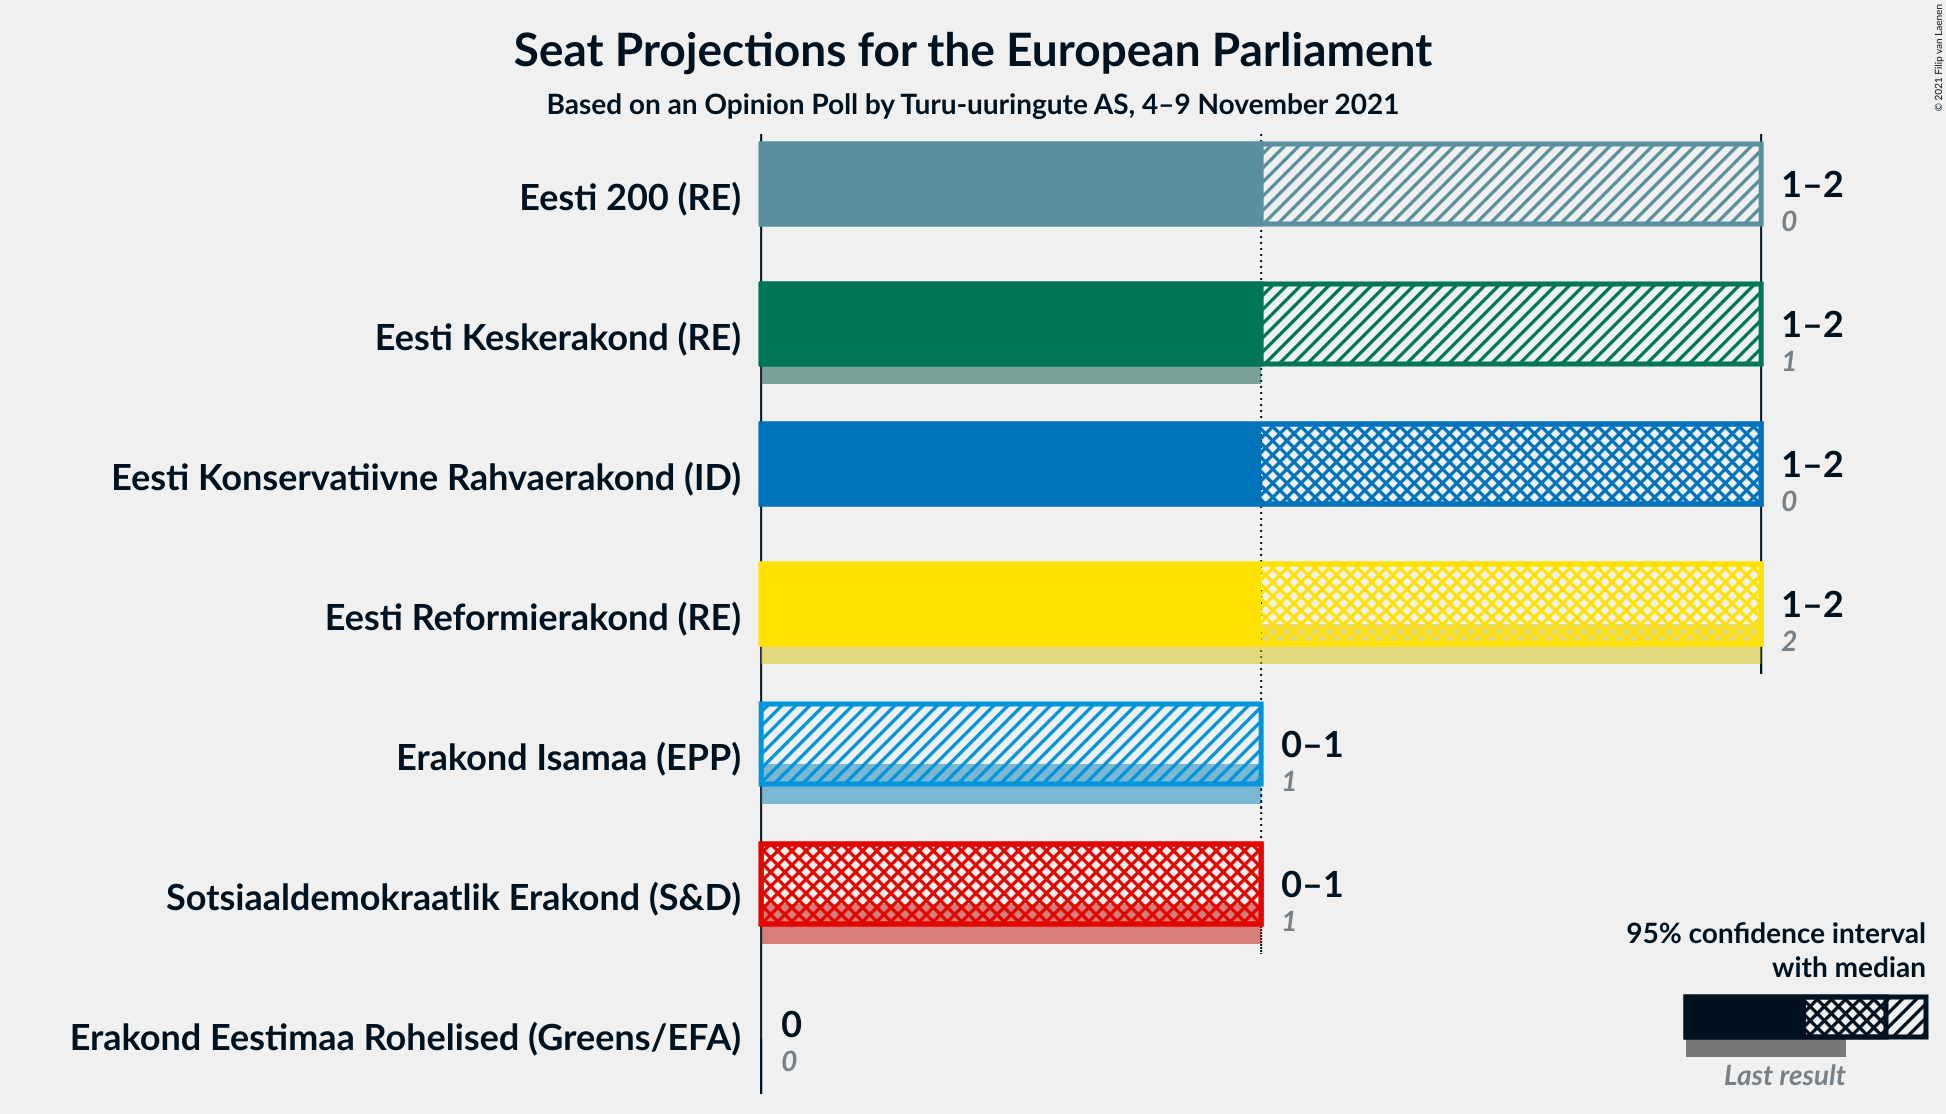 Seat Projections for the European Parliament
Based on an Opinion Poll by Turu-uuringute AS, 4–9 November 2021
© 2021 Filip van Laenen
Eesti 200 (RE)
1–2
0
Eesti Keskerakond (RE)
1–2
1
Eesti Konservatiivne Rahvaerakond (ID)
1–2
0
Eesti Reformierakond (RE)
1–2
2
Erakond Isamaa (EPP)
0–1
1
Sotsiaaldemokraatlik Erakond (S&D)
0–1
1
Erakond Eestimaa Rohelised (Greens/EFA)
0
0
95% confidence interval
with median
Last result